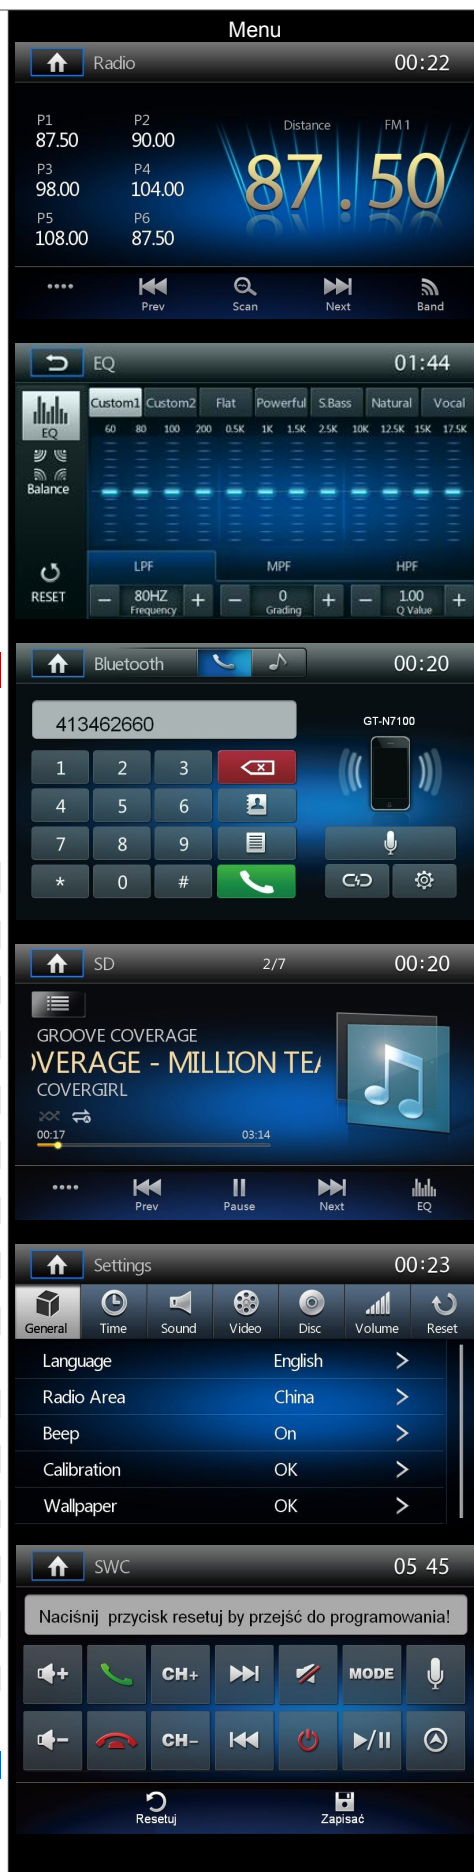 Menu
Radio 00:22
P1 P2 Distance FM1
87.50 90.00 87.50
P3 P4
98.00 104.00
P5 P6
108.00 87.50
Prev Scan Next Band
EQ 01:44
Custom1 Custom2 Flat Powerful S.Bass Natural Vocal
EQ 60 80 100 200 0.5K 1K 1.5K 2.5K 10K 12.5K 15K 17.5K
Balance
LPF MPF HPF
RESET − 80HZ + − 0 + − 1.00 +
Frequency Grading Q Value
Bluetooth 00:20
413462660 GT-N7100
1 2 3
4 5 6
7 8 9
* 0 #
SD 2/7 00:20
GROOVE COVERAGE
OVERAGE - MILLION TEA
COVERGIRL
00:17 03:14
Prev Pause Next EQ
Settings 00:23
General Time Sound Video Disc Volume Reset
Language English >
Radio Area China >
Beep On >
Calibration OK >
Wallpaper OK >
SWC 05 45
Naciśnij przycisk resetuj by przejść do programowania!
+ CH+ MODE
− CH−
Resetuj Zapisać